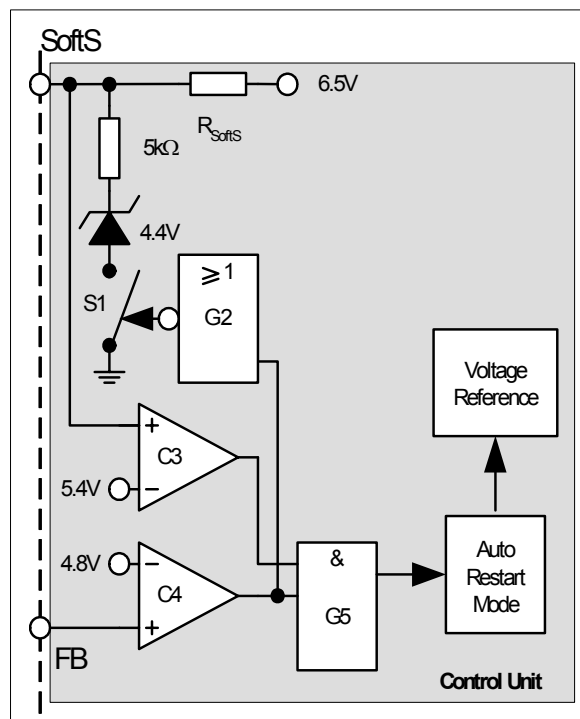 SoftS
6.5V
R_SoftS
5kΩ
4.4V
≥1
S1
G2
Voltage
Reference
C3
5.4V
4.8V
&
Auto
Restart
Mode
C4
G5
FB
Control Unit